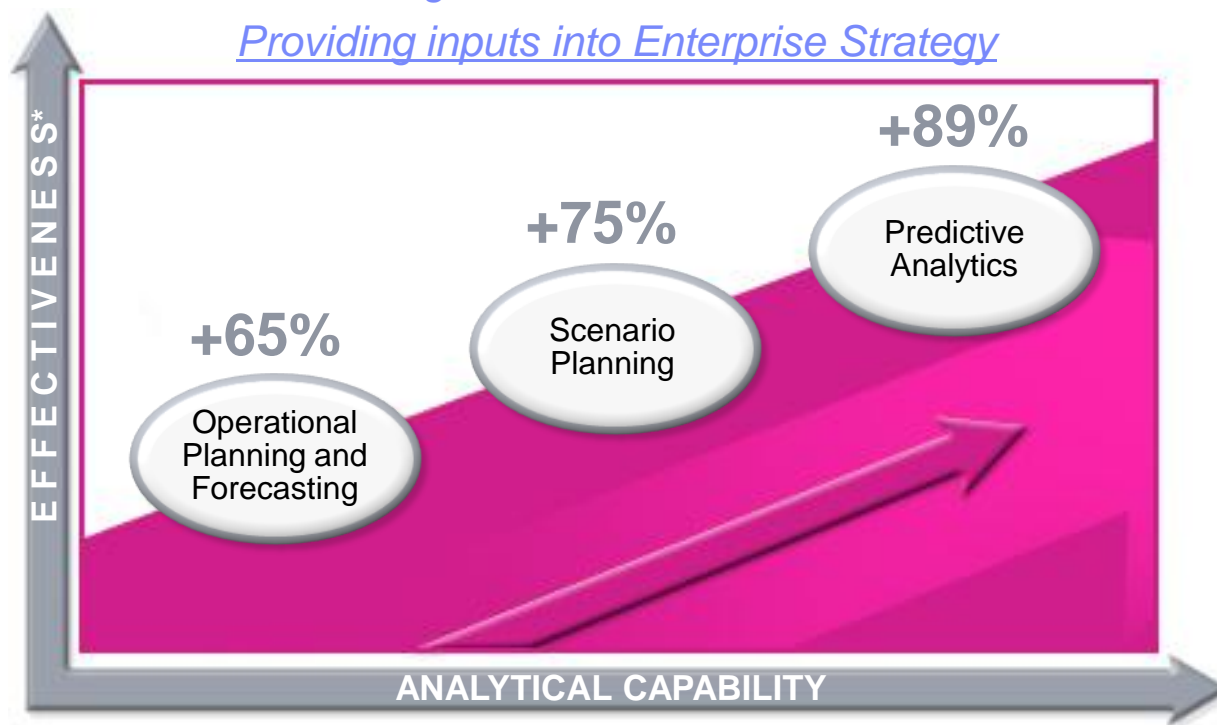 Providing inputs into Enterprise Strategy
EFFECTIVENESS*
+89%
Predictive
Analytics
+75%
Scenario
Planning
+65%
Operational
Planning and
Forecasting
ANALYTICAL CAPABILITY